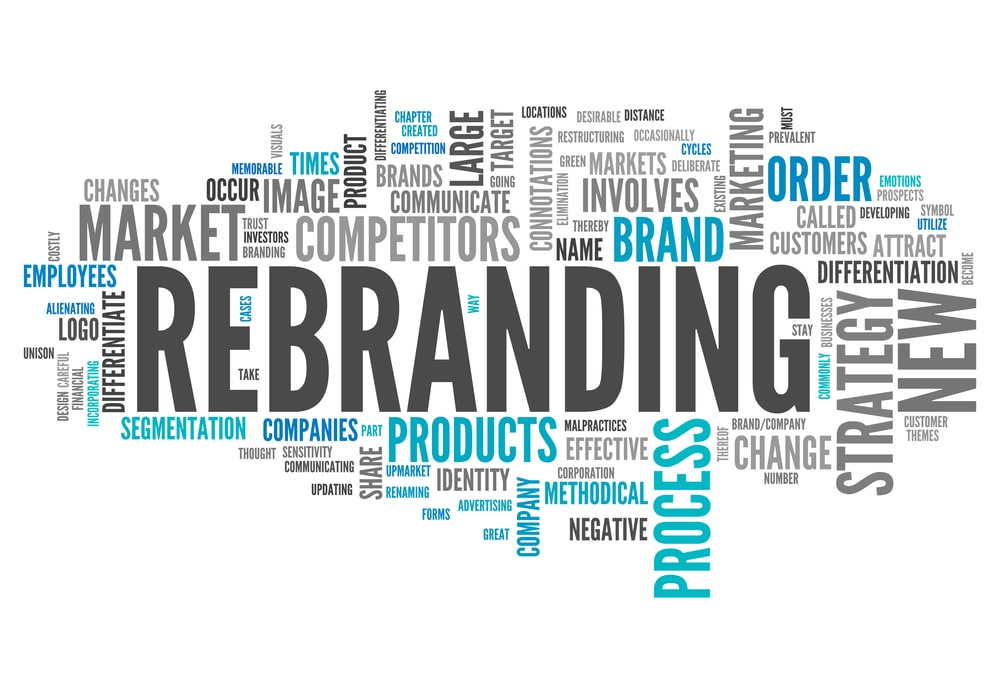 DIFFERENTIATING
CHAPTER
CREATED
COMPETITION
LARGE
TARGET
LOCATIONS
DESIRABLE
DISTANCE
RESTRUCTURING
OCCASIONALLY
CYCLES
MUST
PREVALENT
VISUALS
MEMORABLE
TIMES
PRODUCT
BRANDS
GOING
CONNOTATIONS
GREEN
MARKETS
DELIBERATE
MARKETING
ORDER
EMOTIONS
PROSPECTS
CHANGES
OCCUR
IMAGE
COMMUNICATE
ELIMINATION
INVOLVES
EXISTING
CALLED
DEVELOPING
SYMBOL
UTILIZE
COSTLY
MARKET
TRUST
INVESTORS
BRANDING
COMPETITORS
THEREBY
NAME
BRAND
CUSTOMERS
ATTRACT
EMPLOYEES
DIFFERENTIATION
BECOME
ALIENATING
LOGO
DIFFERENTIATE
REBRANDING
CASES
WAY
TAKE
STAY
BUSINESSES
COMMONLY
STRATEGY
NEW
UNISON
DESIGN
CAREFUL
FINANCIAL
INCORPORATING
SEGMENTATION
COMPANIES
PART
PRODUCTS
MALPRACTICES
EFFECTIVE
PROCESS
THEREOF
BRAND/COMPANY
CHANGE
NUMBER
CUSTOMER
THEMES
THOUGHT
SENSITIVITY
COMMUNICATING
UPDATING
SHARE
UPMARKET
RENAMING
IDENTITY
CORPORATION
METHODICAL
FORMS
ADVERTISING
GREAT
COMPANY
NEGATIVE